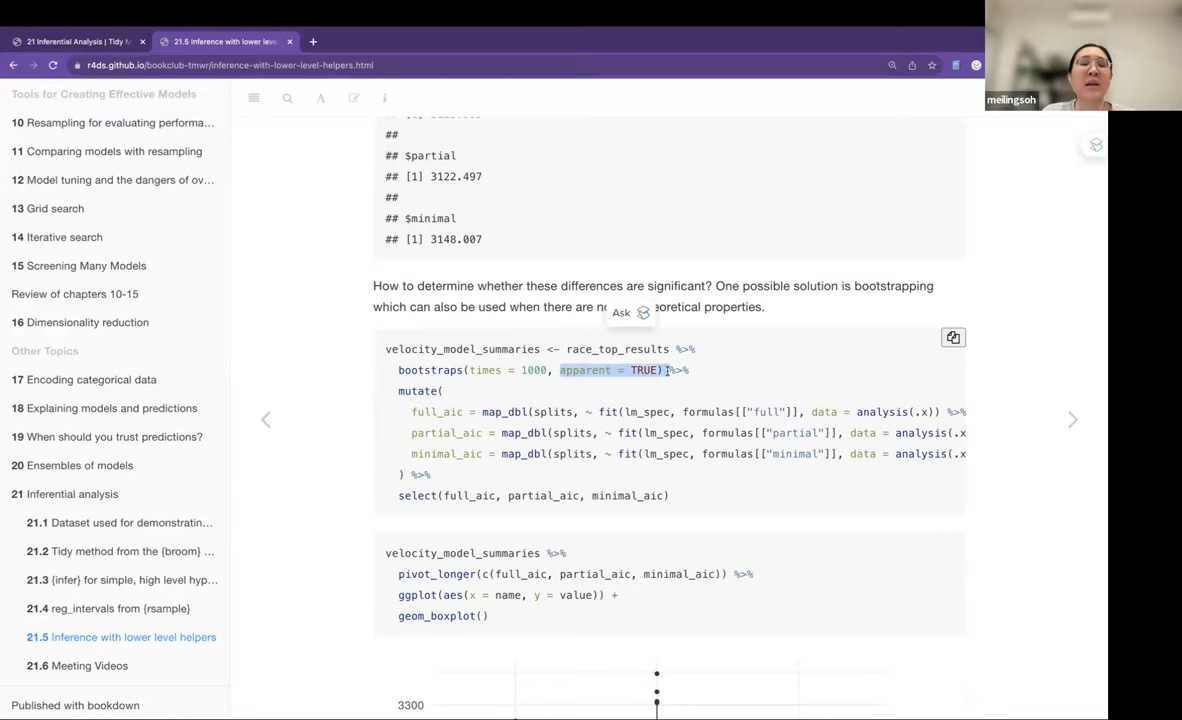 21 Inferential Analysis | Tidy M
21.5 Inference with lower leve
r4ds.github.io/bookclub-tmwr/inference-with-lower-level-helpers.html
meilingsoh
Tools for Creating Effective Models
10 Resampling for evaluating performa…
11 Comparing models with resampling
12 Model tuning and the dangers of ov…
13 Grid search
14 Iterative search
15 Screening Many Models
Review of chapters 10-15
16 Dimensionality reduction
Other Topics
17 Encoding categorical data
18 Explaining models and predictions
19 When should you trust predictions?
20 Ensembles of models
21 Inferential analysis
21.1 Dataset used for demonstratin…
21.2 Tidy method from the {broom} …
21.3 {infer} for simple, high level hyp…
21.4 reg_intervals from {rsample}
21.5 Inference with lower level helpers
21.6 Meeting Videos
Published with bookdown
##
## $partial
## [1] 3122.497
##
## $minimal
## [1] 3148.007
How to determine whether these differences are significant? One possible solution is bootstrapping
which can also be used when there are no eoretical properties.
Ask
velocity_model_summaries <- race_top_results %>%
bootstraps(times = 1000, apparent = TRUE) %>%
mutate(
full_aic = map_dbl(splits, ~ fit(lm_spec, formulas[["full"]], data = analysis(.x)) %>%
partial_aic = map_dbl(splits, ~ fit(lm_spec, formulas[["partial"]], data = analysis(.x
minimal_aic = map_dbl(splits, ~ fit(lm_spec, formulas[["minimal"]], data = analysis(.x
) %>%
select(full_aic, partial_aic, minimal_aic)
velocity_model_summaries %>%
pivot_longer(c(full_aic, partial_aic, minimal_aic)) %>%
ggplot(aes(x = name, y = value)) +
geom_boxplot()
3300